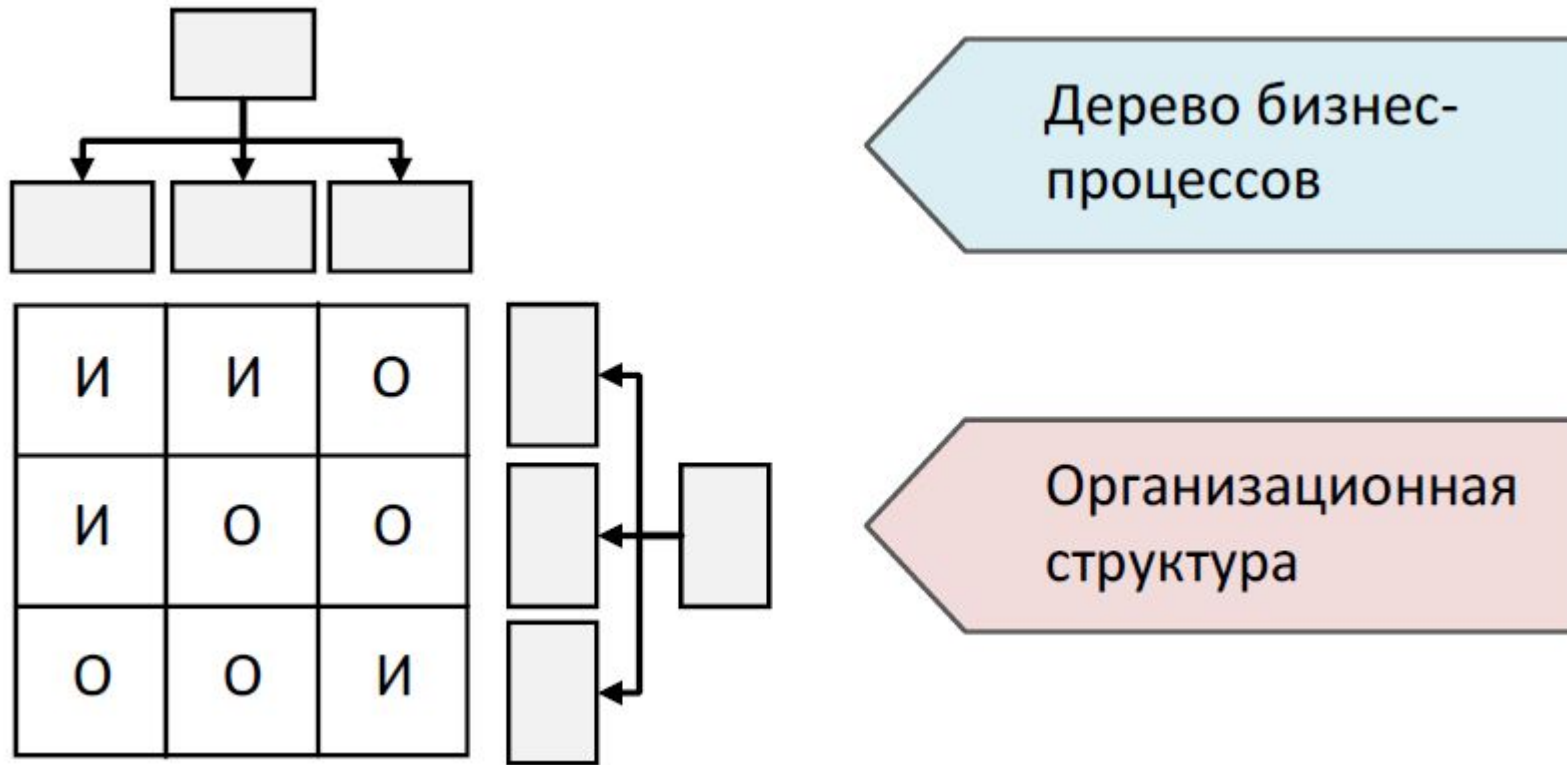 Дерево бизнес-
процессов
И И О
И О О
О О И
Организационная
структура